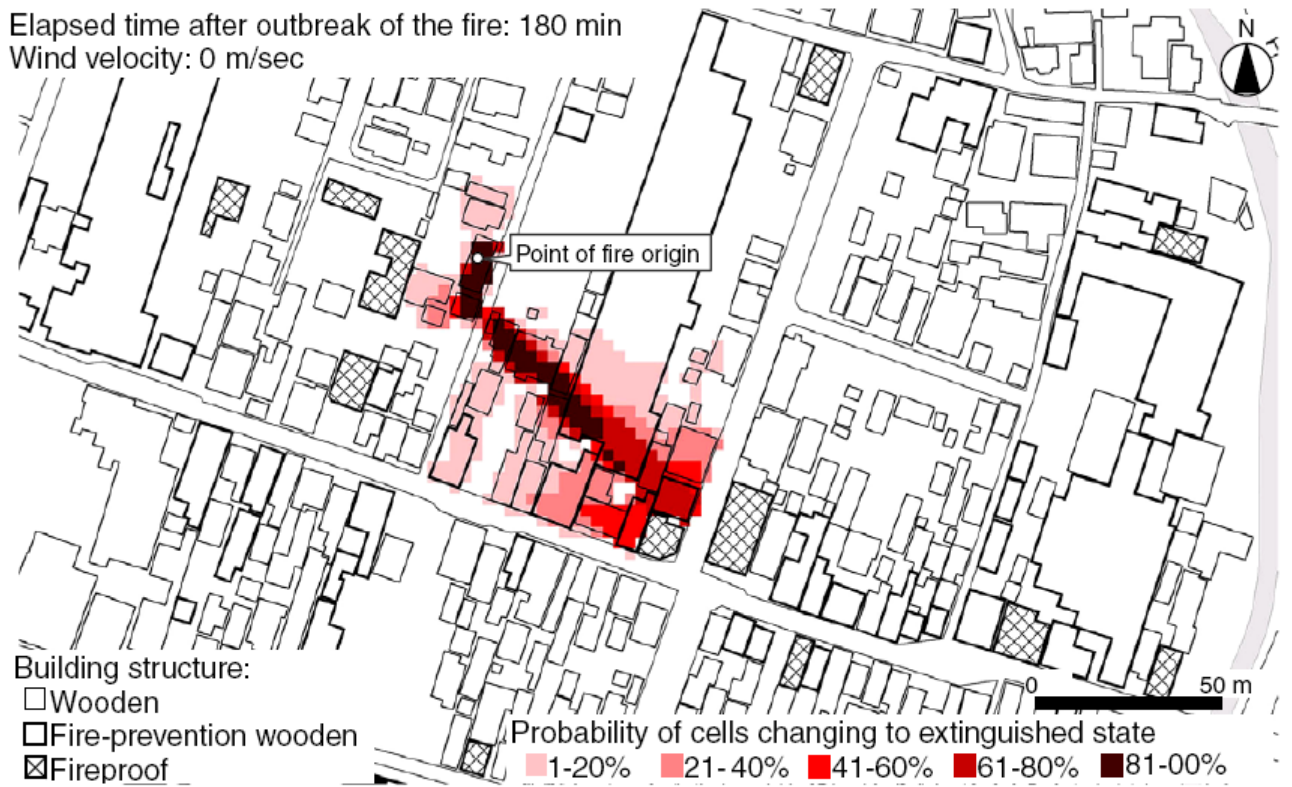 Elapsed time after outbreak of the fire: 180 min
Wind velocity: 0 m/sec
N
Point of fire origin
Building structure:
Wooden
Fire-prevention wooden
Fireproof
0 50 m
Probability of cells changing to extinguished state
1-20% 21-40% 41-60% 61-80% 81-00%